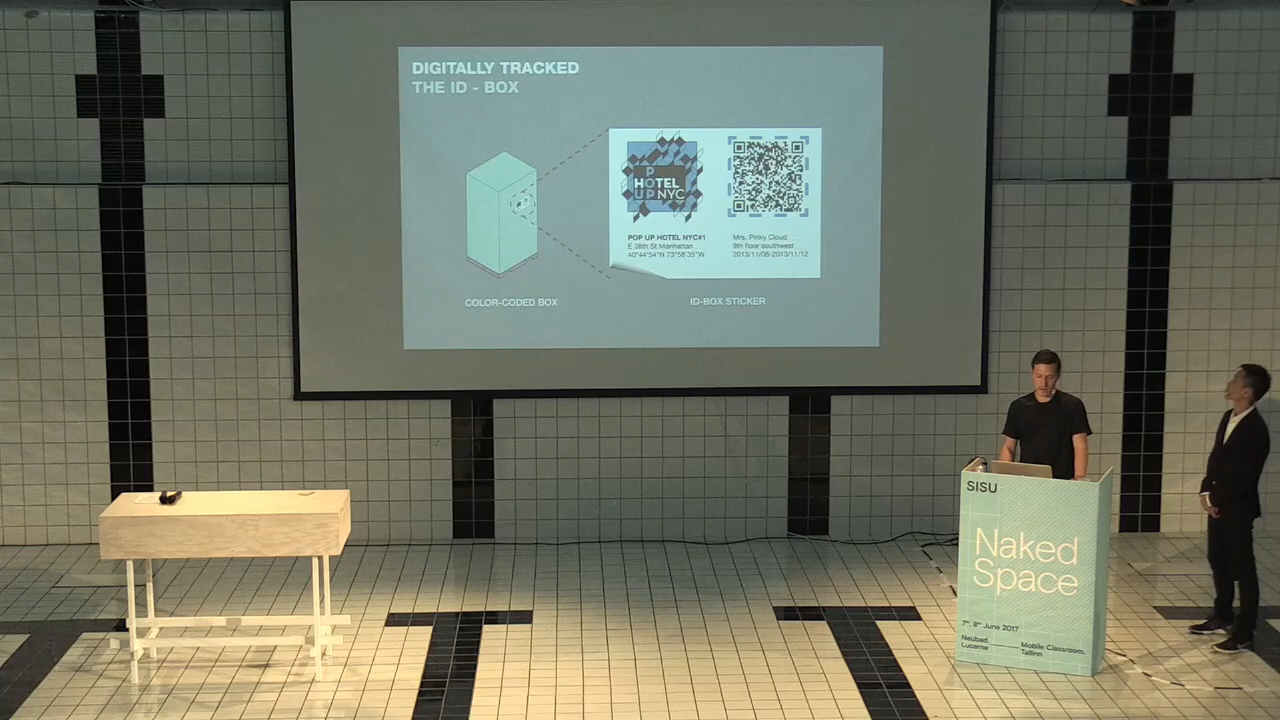 DIGITALLY TRACKED
THE ID - BOX
POP
HOTEL
UP NYC
POP UP HOTEL NYC#1
E 38th St Manhattan
40°44'54"N 73°58'35"W
Mrs. Pinky Cloud
9th floor southwest
2013/11/08-2013/11/12
COLOR-CODED BOX
ID-BOX STICKER
SISU
Naked
Space
7th, 8th June 2017
Neubad, Lucerne
Mobile Classroom, Tallinn